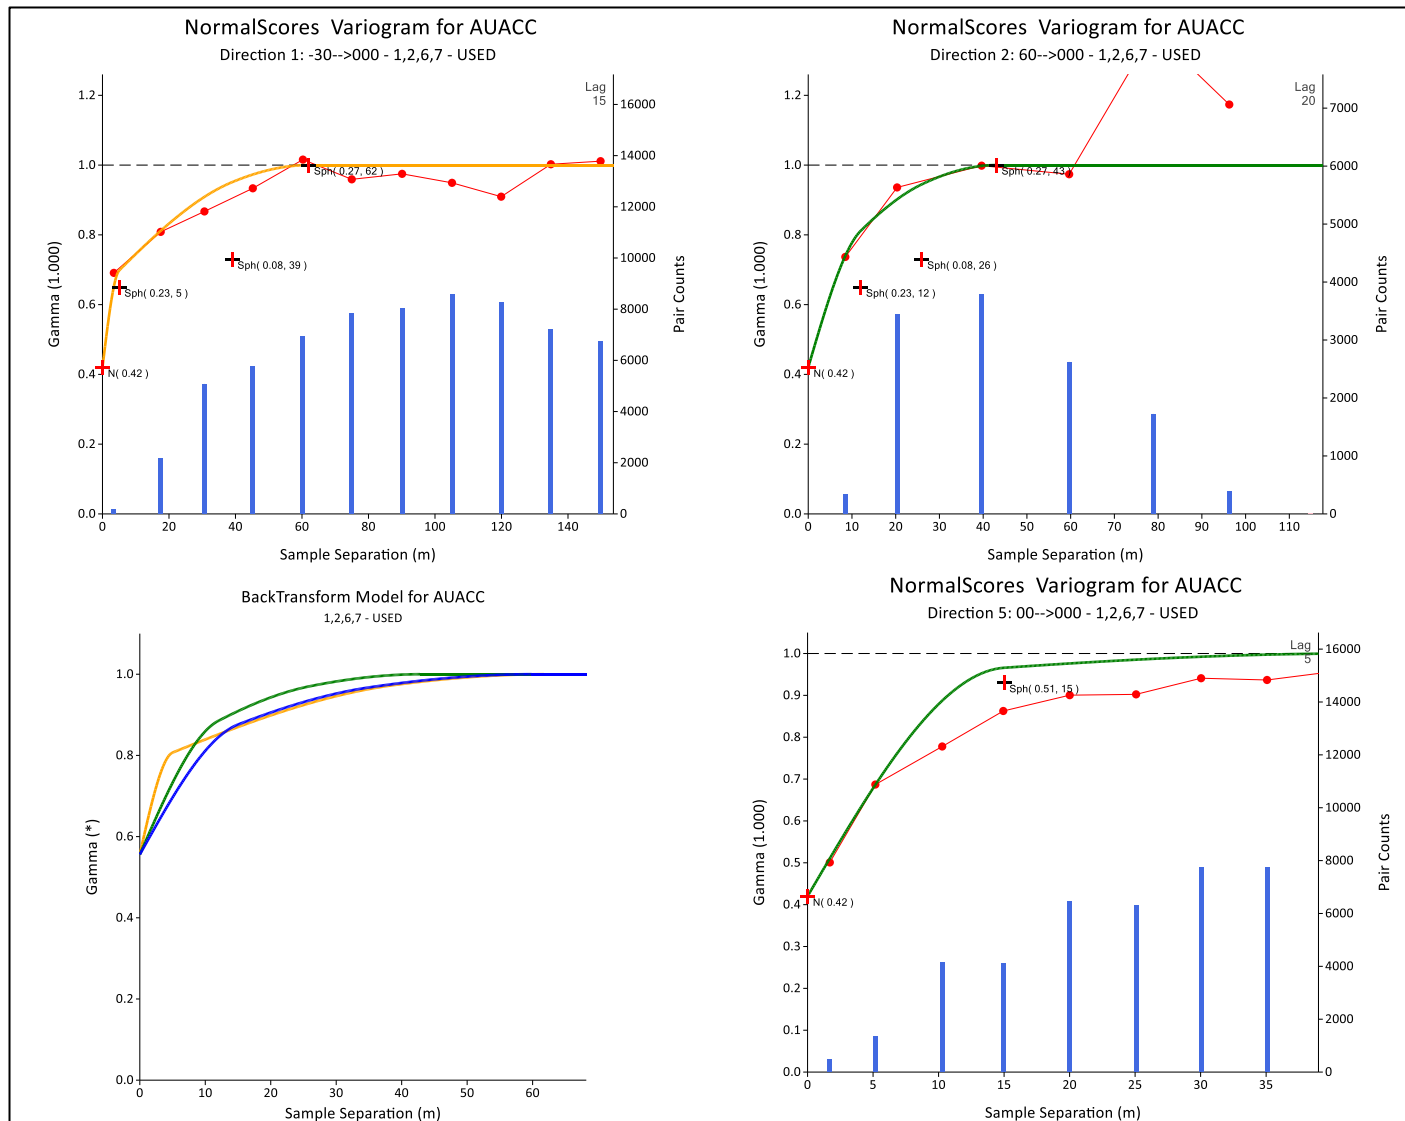 NormalScores Variogram for AUACC
Direction 1: -30-->000 - 1,2,6,7 - USED
Lag
15
1.2
1.0
0.8
0.6
0.4
0.2
0.0
Gamma (1.000)
16000
14000
12000
10000
8000
6000
4000
2000
0
Pair Counts
Sph( 0.27, 62 )
Sph( 0.08, 39 )
Sph( 0.23, 5 )
N( 0.42 )
0 20 40 60 80 100 120 140
Sample Separation (m)
NormalScores Variogram for AUACC
Direction 2: 60-->000 - 1,2,6,7 - USED
Lag
20
1.2
1.0
0.8
0.6
0.4
0.2
0.0
Gamma (1.000)
7000
6000
5000
4000
3000
2000
1000
0
Pair Counts
Sph( 0.27, 43 )
Sph( 0.08, 26 )
Sph( 0.23, 12 )
N( 0.42 )
0 10 20 30 40 50 60 70 80 90 100 110
Sample Separation (m)
BackTransform Model for AUACC
1,2,6,7 - USED
1.0
0.8
0.6
0.4
0.2
0.0
Gamma (*)
0 10 20 30 40 50 60
Sample Separation (m)
NormalScores Variogram for AUACC
Direction 5: 00-->000 - 1,2,6,7 - USED
Lag
5
1.0
0.9
0.8
0.7
0.6
0.5
0.4
0.3
0.2
0.1
0.0
Gamma (1.000)
16000
14000
12000
10000
8000
6000
4000
2000
0
Pair Counts
Sph( 0.51, 15 )
N( 0.42 )
0 5 10 15 20 25 30 35
Sample Separation (m)